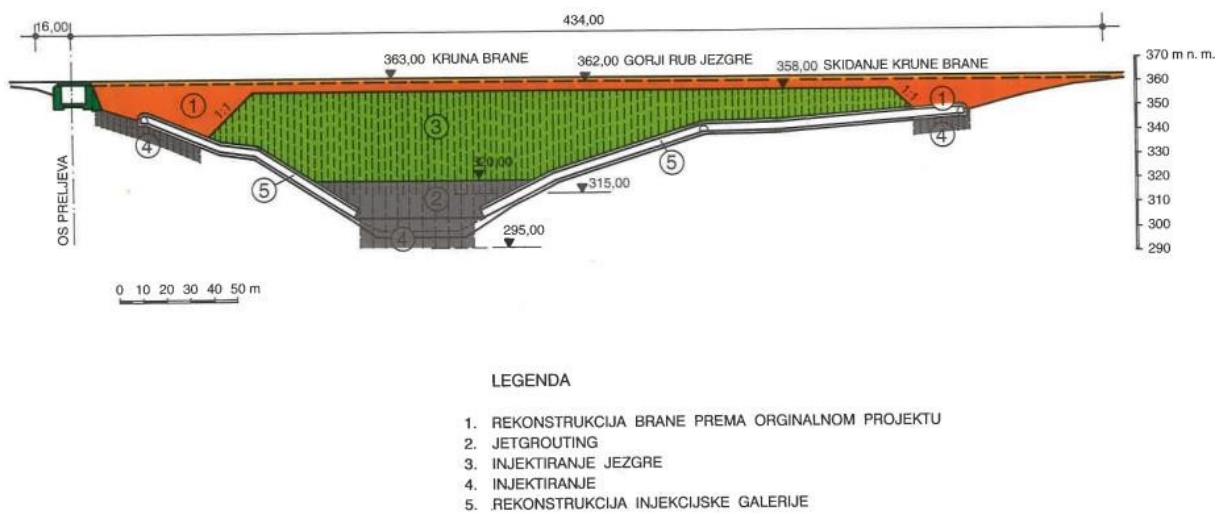 16,00
434,00
363,00 KRUNA BRANE
362,00 GORJI RUB JEZGRE
358,00 SKIDANJE KRUNE BRANE
370 m n. m.
360
350
340
330
320
310
300
290
1
1:1
3
1:1
1
4
4
5
5
320,00
315,00
2
4
295,00
OS PRELJEVA
0 10 20 30 40 50 m
LEGENDA
1. REKONSTRUKCIJA BRANE PREMA ORGINALNOM PROJEKTU
2. JETGROUTING
3. INJEKTIRANJE JEZGRE
4. INJEKTIRANJE
5. REKONSTRUKCIJA INJEKCIJSKE GALERIJE